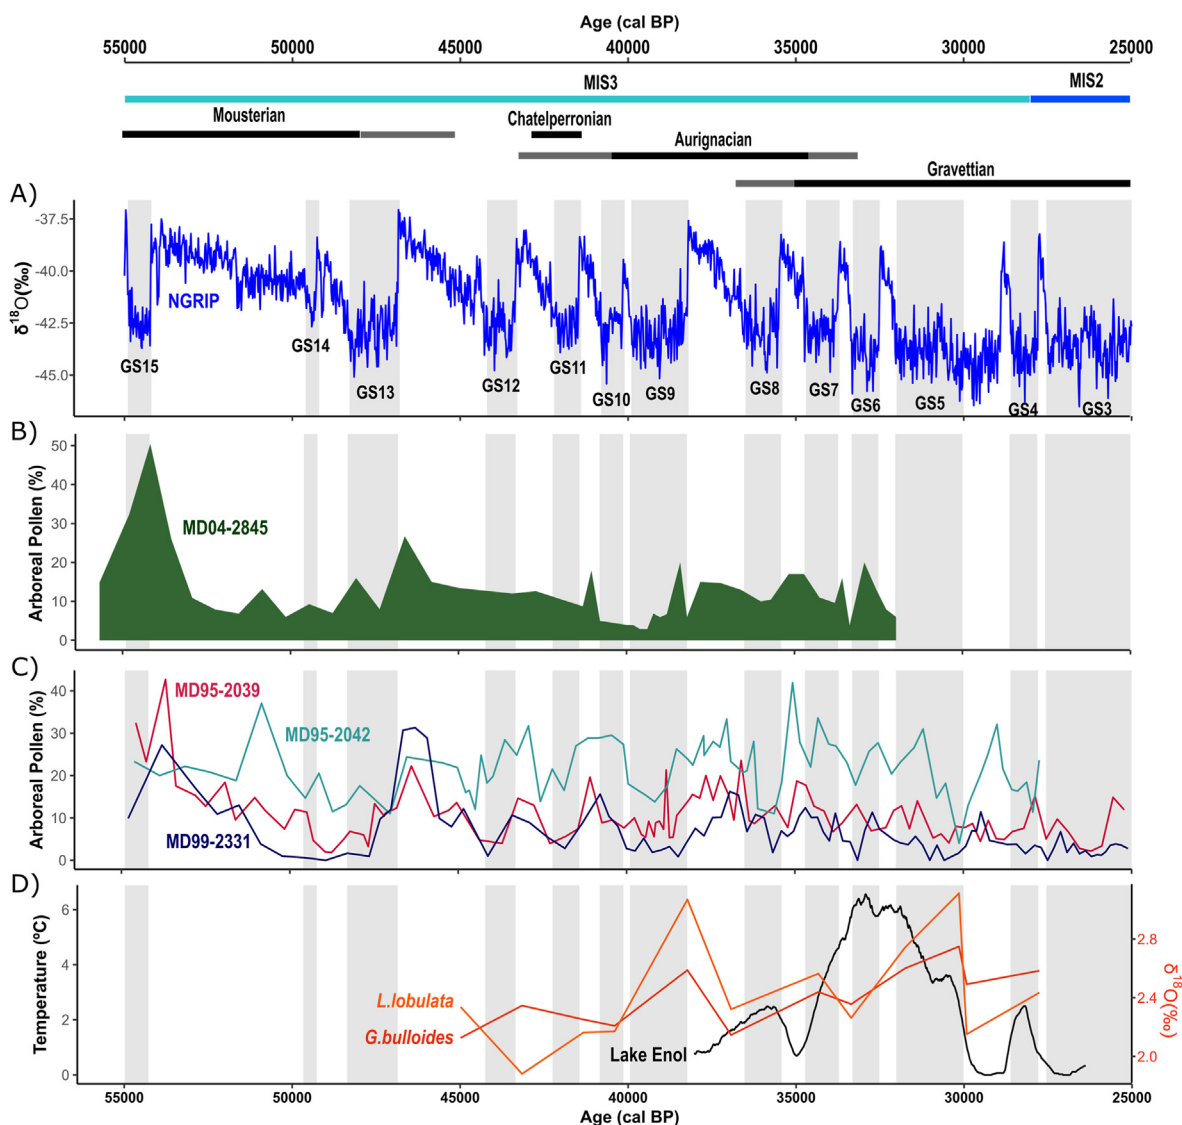 Age (cal BP)
55000 50000 45000 40000 35000 30000 25000
MIS3 MIS2
Mousterian
Chatelperronian
Aurignacian
Gravettian
A)
δ18O(‰)
-37.5
-40.0
-42.5
-45.0
NGRIP
GS15 GS14 GS13 GS12 GS11 GS10 GS9 GS8 GS7 GS6 GS5 GS4 GS3
B)
Arboreal Pollen (%)
50
40
30
20
10
0
MD04-2845
C)
Arboreal Pollen (%)
40
30
20
10
0
MD95-2039
MD95-2042
MD99-2331
D)
Temperature (ºC)
6
4
2
0
L.lobulata
G.bulloides
Lake Enol
2.8
2.4
2.0
δ18O(‰)
55000 50000 45000 40000 35000 30000 25000
Age (cal BP)